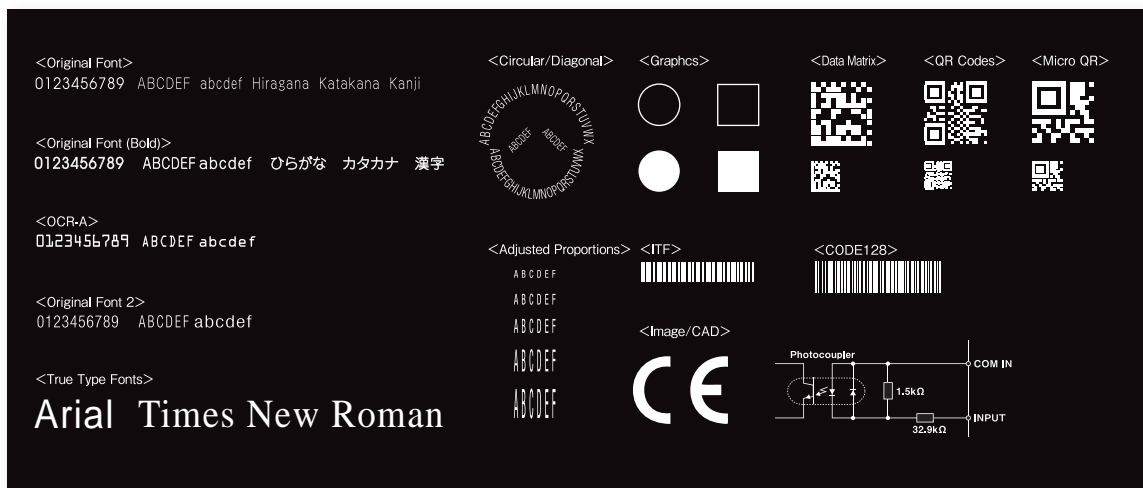 <Original Font>
0123456789 ABCDEF abcdef Hiragana Katakana Kanji
<Original Font (Bold)>
0123456789 ABCDEF abcdef ひらがな カタカナ 漢字
<OCR-A>
0123456789 ABCDEF abcdef
<Original Font 2>
0123456789 ABCDEF abcdef
<True Type Fonts>
Arial Times New Roman
<Circular/Diagonal>
ABCDEFGHIJKLMNOPQRSTUVWX
ABCDEF ABCDEF
ABCDEFGHIJKLMNOPQRSTUVWX
<Adjusted Proportions>
ABCDEF
ABCDEF
ABCDEF
ABCDEF
ABCDEF
<Graphcs>
<Data Matrix>
<QR Codes>
<Micro QR>
<ITF>
<CODE128>
<Image/CAD>
CE
Photocoupler
COM IN
1.5kΩ
INPUT
32.9kΩ